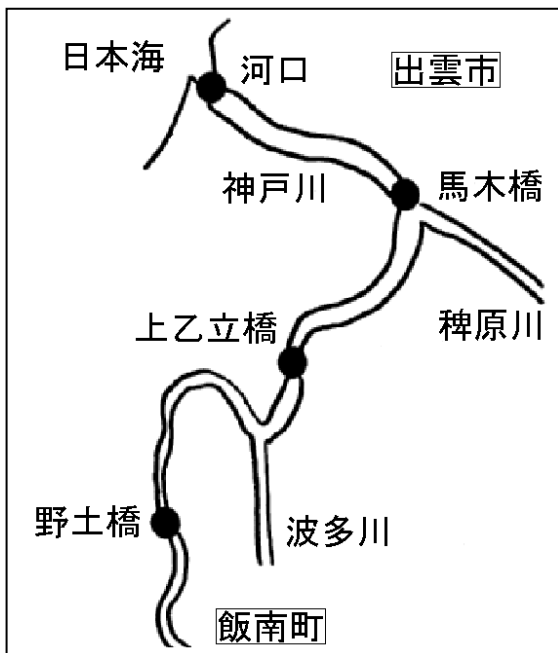 日本海
河口
出雲市
神戸川
馬木橋
稗原川
上乙立橋
野土橋
波多川
飯南町